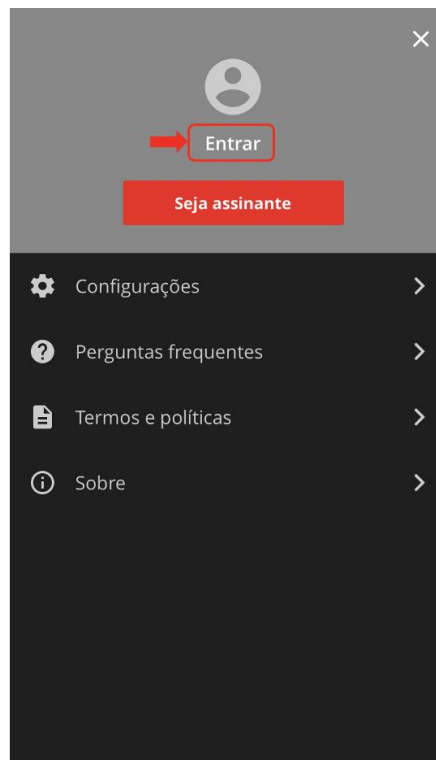 Entrar
Seja assinante
Configurações
Perguntas frequentes
Termos e políticas
Sobre